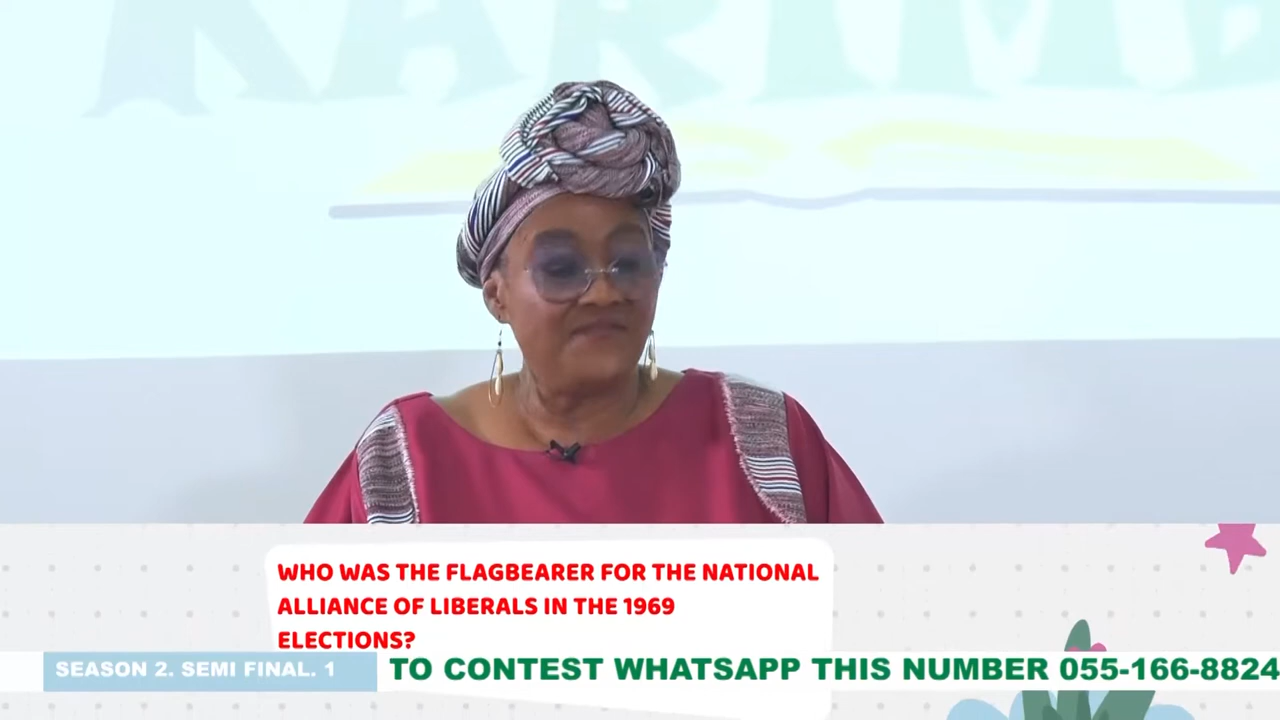 WHO WAS THE FLAGBEARER FOR THE NATIONAL
ALLIANCE OF LIBERALS IN THE 1969
ELECTIONS?
SEASON 2. SEMI FINAL. 1
TO CONTEST WHATSAPP THIS NUMBER 055-166-8824